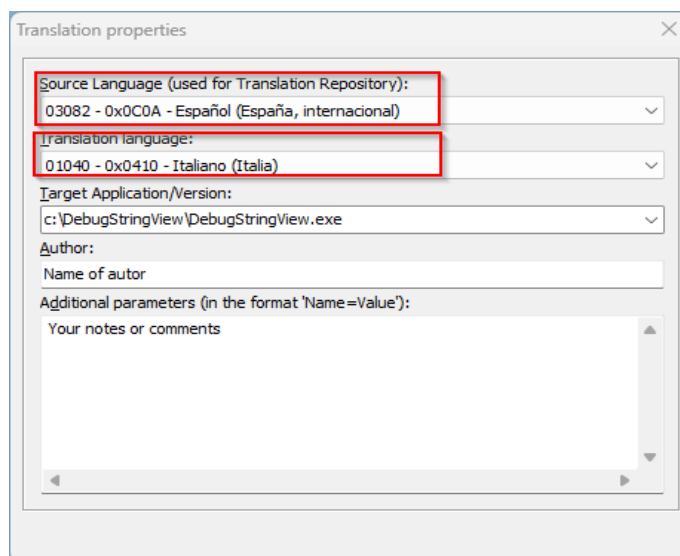 Translation properties
Source Language (used for Translation Repository):
03082 - 0x0C0A - Español (España, internacional)
Translation language:
01040 - 0x0410 - Italiano (Italia)
Target Application/Version:
c:\DebugStringView\DebugStringView.exe
Author:
Name of autor
Additional parameters (in the format 'Name=Value'):
Your notes or comments